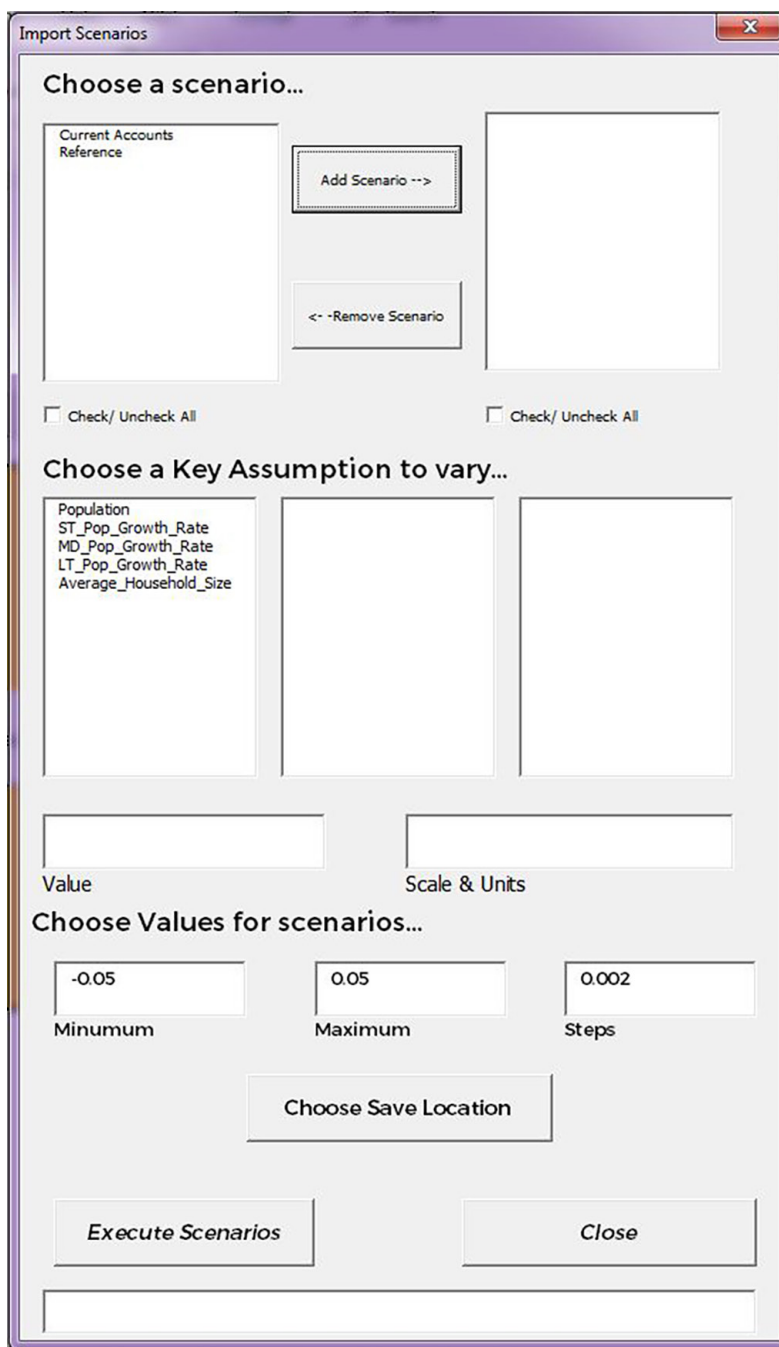 Import Scenarios
x
Choose a scenario...
Current Accounts
Reference
Add Scenario -->
<- -Remove Scenario
Check/ Uncheck All
Check/ Uncheck All
Choose a Key Assumption to vary...
Population
ST_Pop_Growth_Rate
MD_Pop_Growth_Rate
LT_Pop_Growth_Rate
Average_Household_Size
Value
Scale & Units
Choose Values for scenarios...
-0.05
0.05
0.002
Minumum
Maximum
Steps
Choose Save Location
Execute Scenarios
Close